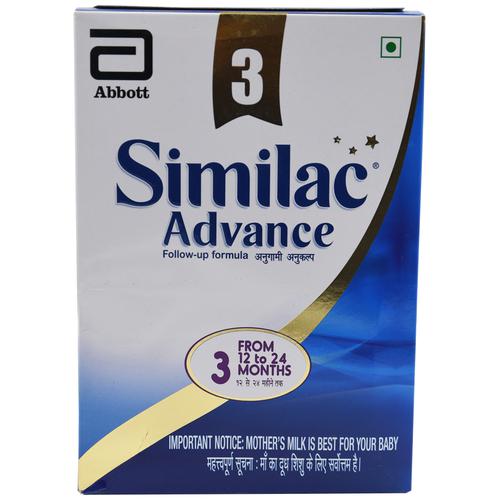 3
Abbott
Similac®
Advance
Follow-up formula अनुगामी अनुकल्प
3 FROM
12 to 24
MONTHS
१२ से २४ महीने तक
IMPORTANT NOTICE: MOTHER'S MILK IS BEST FOR YOUR BABY
महत्त्वपूर्ण सूचना : माँ का दूध शिशु के लिए सर्वोत्तम है।